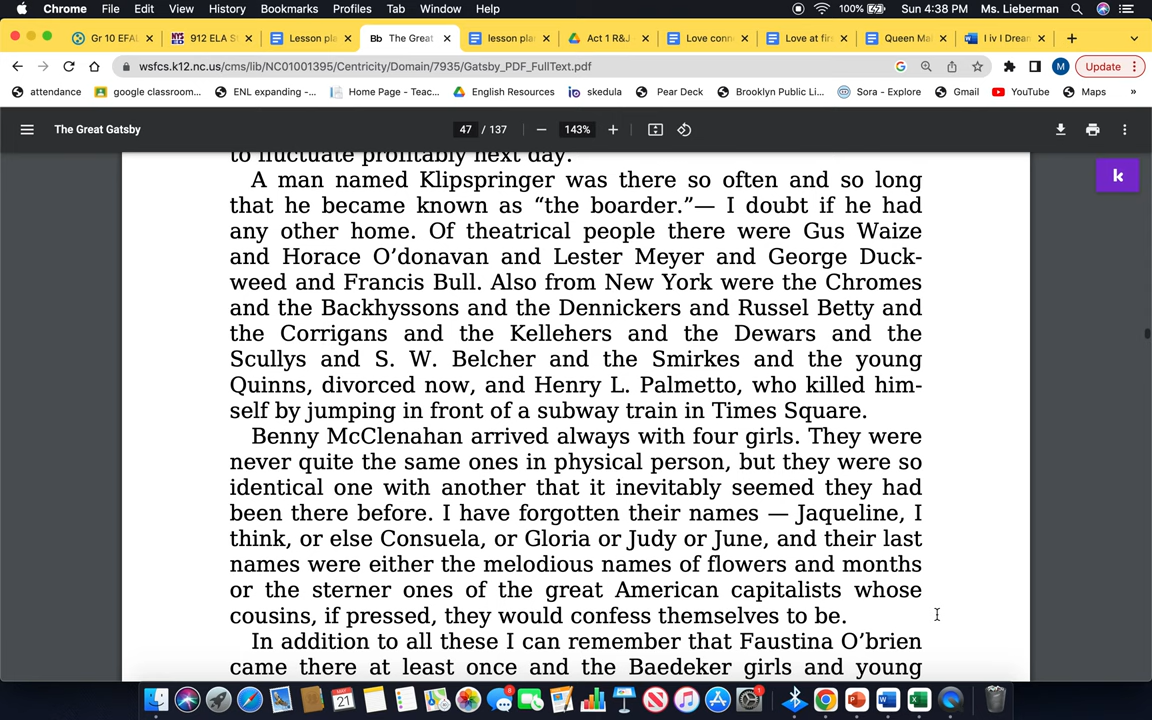 Chrome File Edit View History Bookmarks Profiles Tab Window Help 100% Sun 4:38 PM Ms. Lieberman
Gr 10 EFAL NYS 912 ELA S Lesson pla Bb The Great lesson plan Act 1 R&J Love conn Love at firs Queen Ma I iv I Dream
wsfcs.k12.nc.us/cms/lib/NC01001395/Centricity/Domain/7935/Gatsby_PDF_FullText.pdf M Update
attendance google classroom... ENL expanding -... Home Page - Teac... English Resources skedula Pear Deck Brooklyn Public Li... Sora - Explore Gmail YouTube Maps »
The Great Gatsby 47 / 137 143%
k
to fluctuate profitably next day.
A man named Klipspringer was there so often and so long
that he became known as “the boarder.”— I doubt if he had
any other home. Of theatrical people there were Gus Waize
and Horace O’donavan and Lester Meyer and George Duck-
weed and Francis Bull. Also from New York were the Chromes
and the Backhyssons and the Dennickers and Russel Betty and
the Corrigans and the Kellehers and the Dewars and the
Scullys and S. W. Belcher and the Smirkes and the young
Quinns, divorced now, and Henry L. Palmetto, who killed him-
self by jumping in front of a subway train in Times Square.
Benny McClenahan arrived always with four girls. They were
never quite the same ones in physical person, but they were so
identical one with another that it inevitably seemed they had
been there before. I have forgotten their names — Jaqueline, I
think, or else Consuela, or Gloria or Judy or June, and their last
names were either the melodious names of flowers and months
or the sterner ones of the great American capitalists whose
cousins, if pressed, they would confess themselves to be.
In addition to all these I can remember that Faustina O’brien
came there at least once and the Baedeker girls and young
MAY 21 8 1